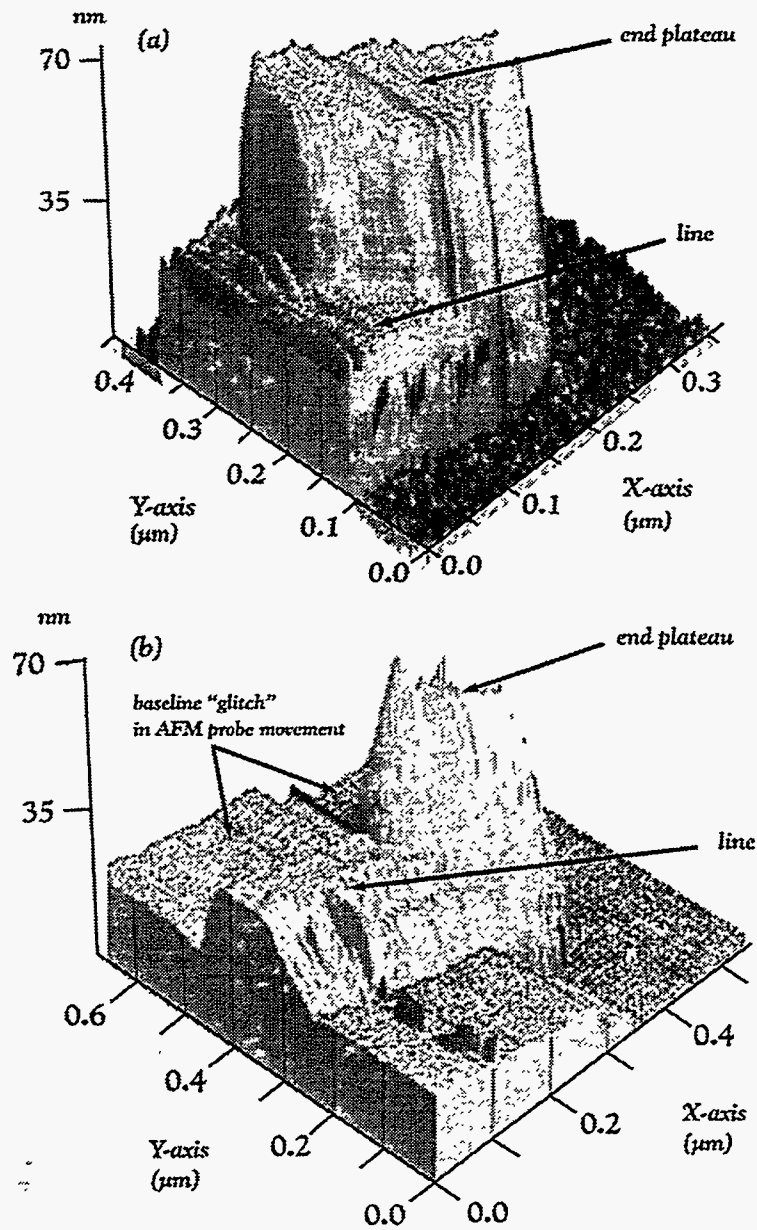 nm
(a)
end plateau
70
35
line
0.4
0.3
0.3
0.2
0.2
Y-axis
(µm)
X-axis
(µm)
0.1
0.1
0.0
0.0
nm
(b)
end plateau
70
baseline "glitch"
in AFM probe movement
35
line
0.6
0.4
0.4
Y-axis
(µm)
0.2
0.2
X-axis
(µm)
0.0
0.0